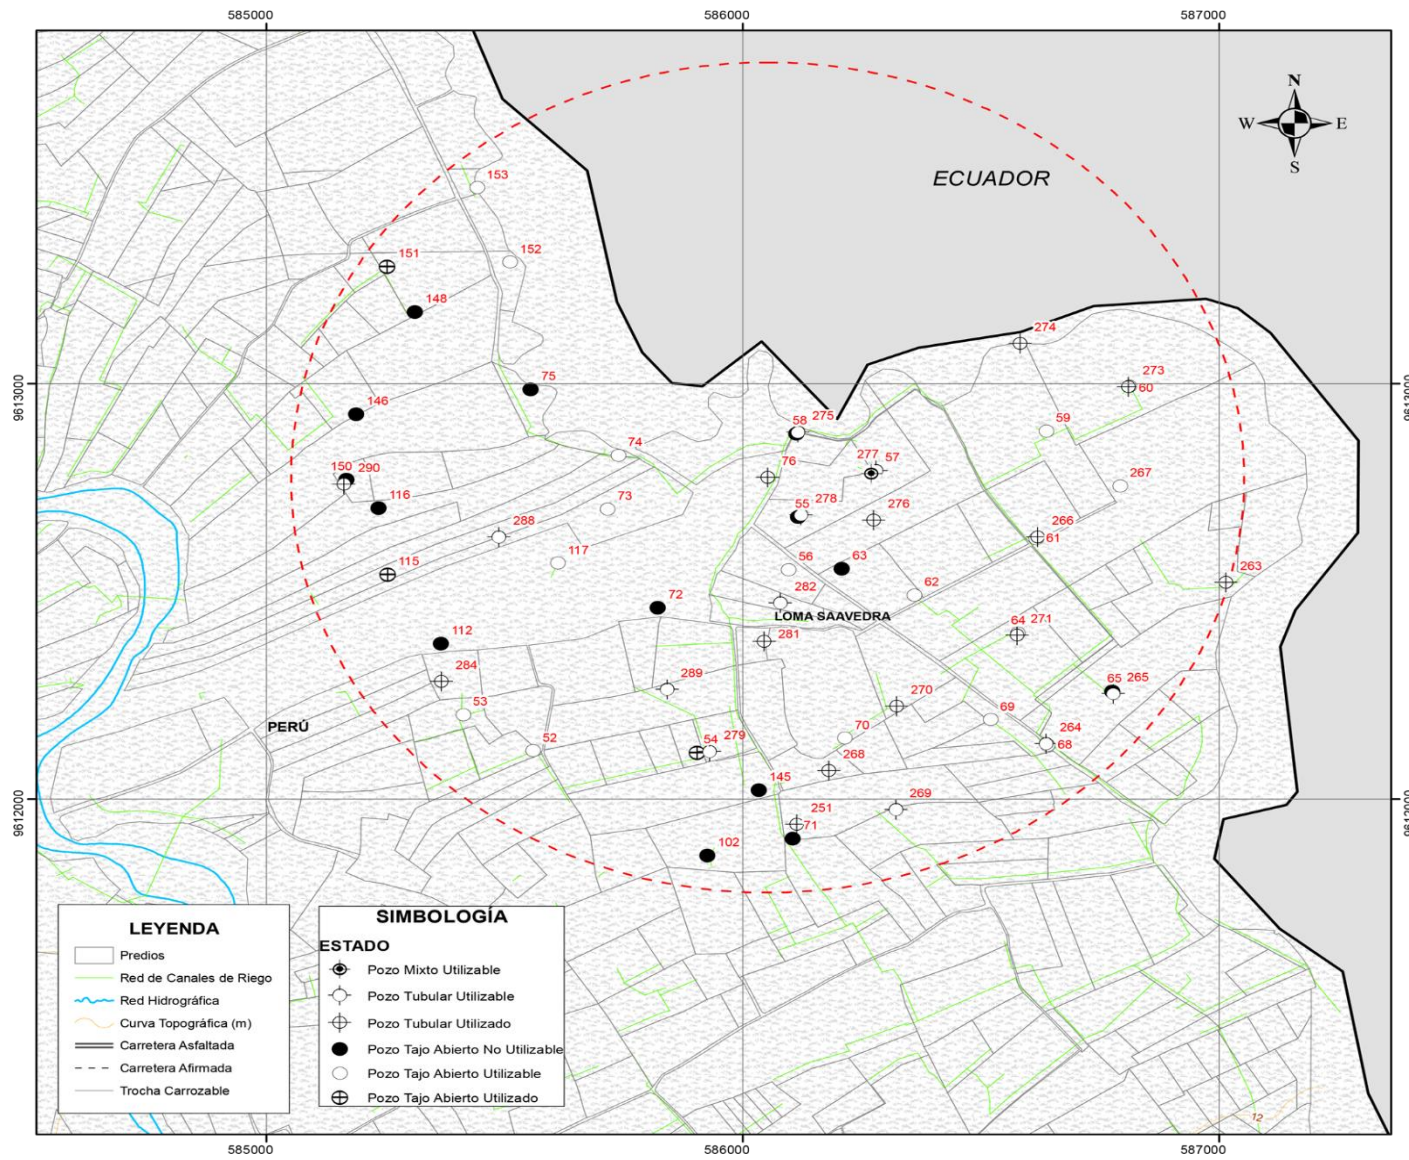 585000 586000 587000
N
W E
S
ECUADOR
153
152
151
148
274
9613000 9613000
75
273
60
146
58 275
59
74
277 57
150 290
76
267
116
73
55 278
276
288
266
61
117
115
56 63
263
282
62
72
LOMA SAAVEDRA
64 271
112
281
284
289
65 265
270
53
69
PERÚ
264
70
68
52
54 279
268
145
9612000 9612000
251
269
71
102
LEYENDA
Predios
Red de Canales de Riego
Red Hidrográfica
Curva Topográfica (m)
Carretera Asfaltada
Carretera Afirmada
Trocha Carrozable
SIMBOLOGÍA
ESTADO
Pozo Mixto Utilizable
Pozo Tubular Utilizable
Pozo Tubular Utilizado
Pozo Tajo Abierto No Utilizable
Pozo Tajo Abierto Utilizable
Pozo Tajo Abierto Utilizado
12
585000 586000 587000